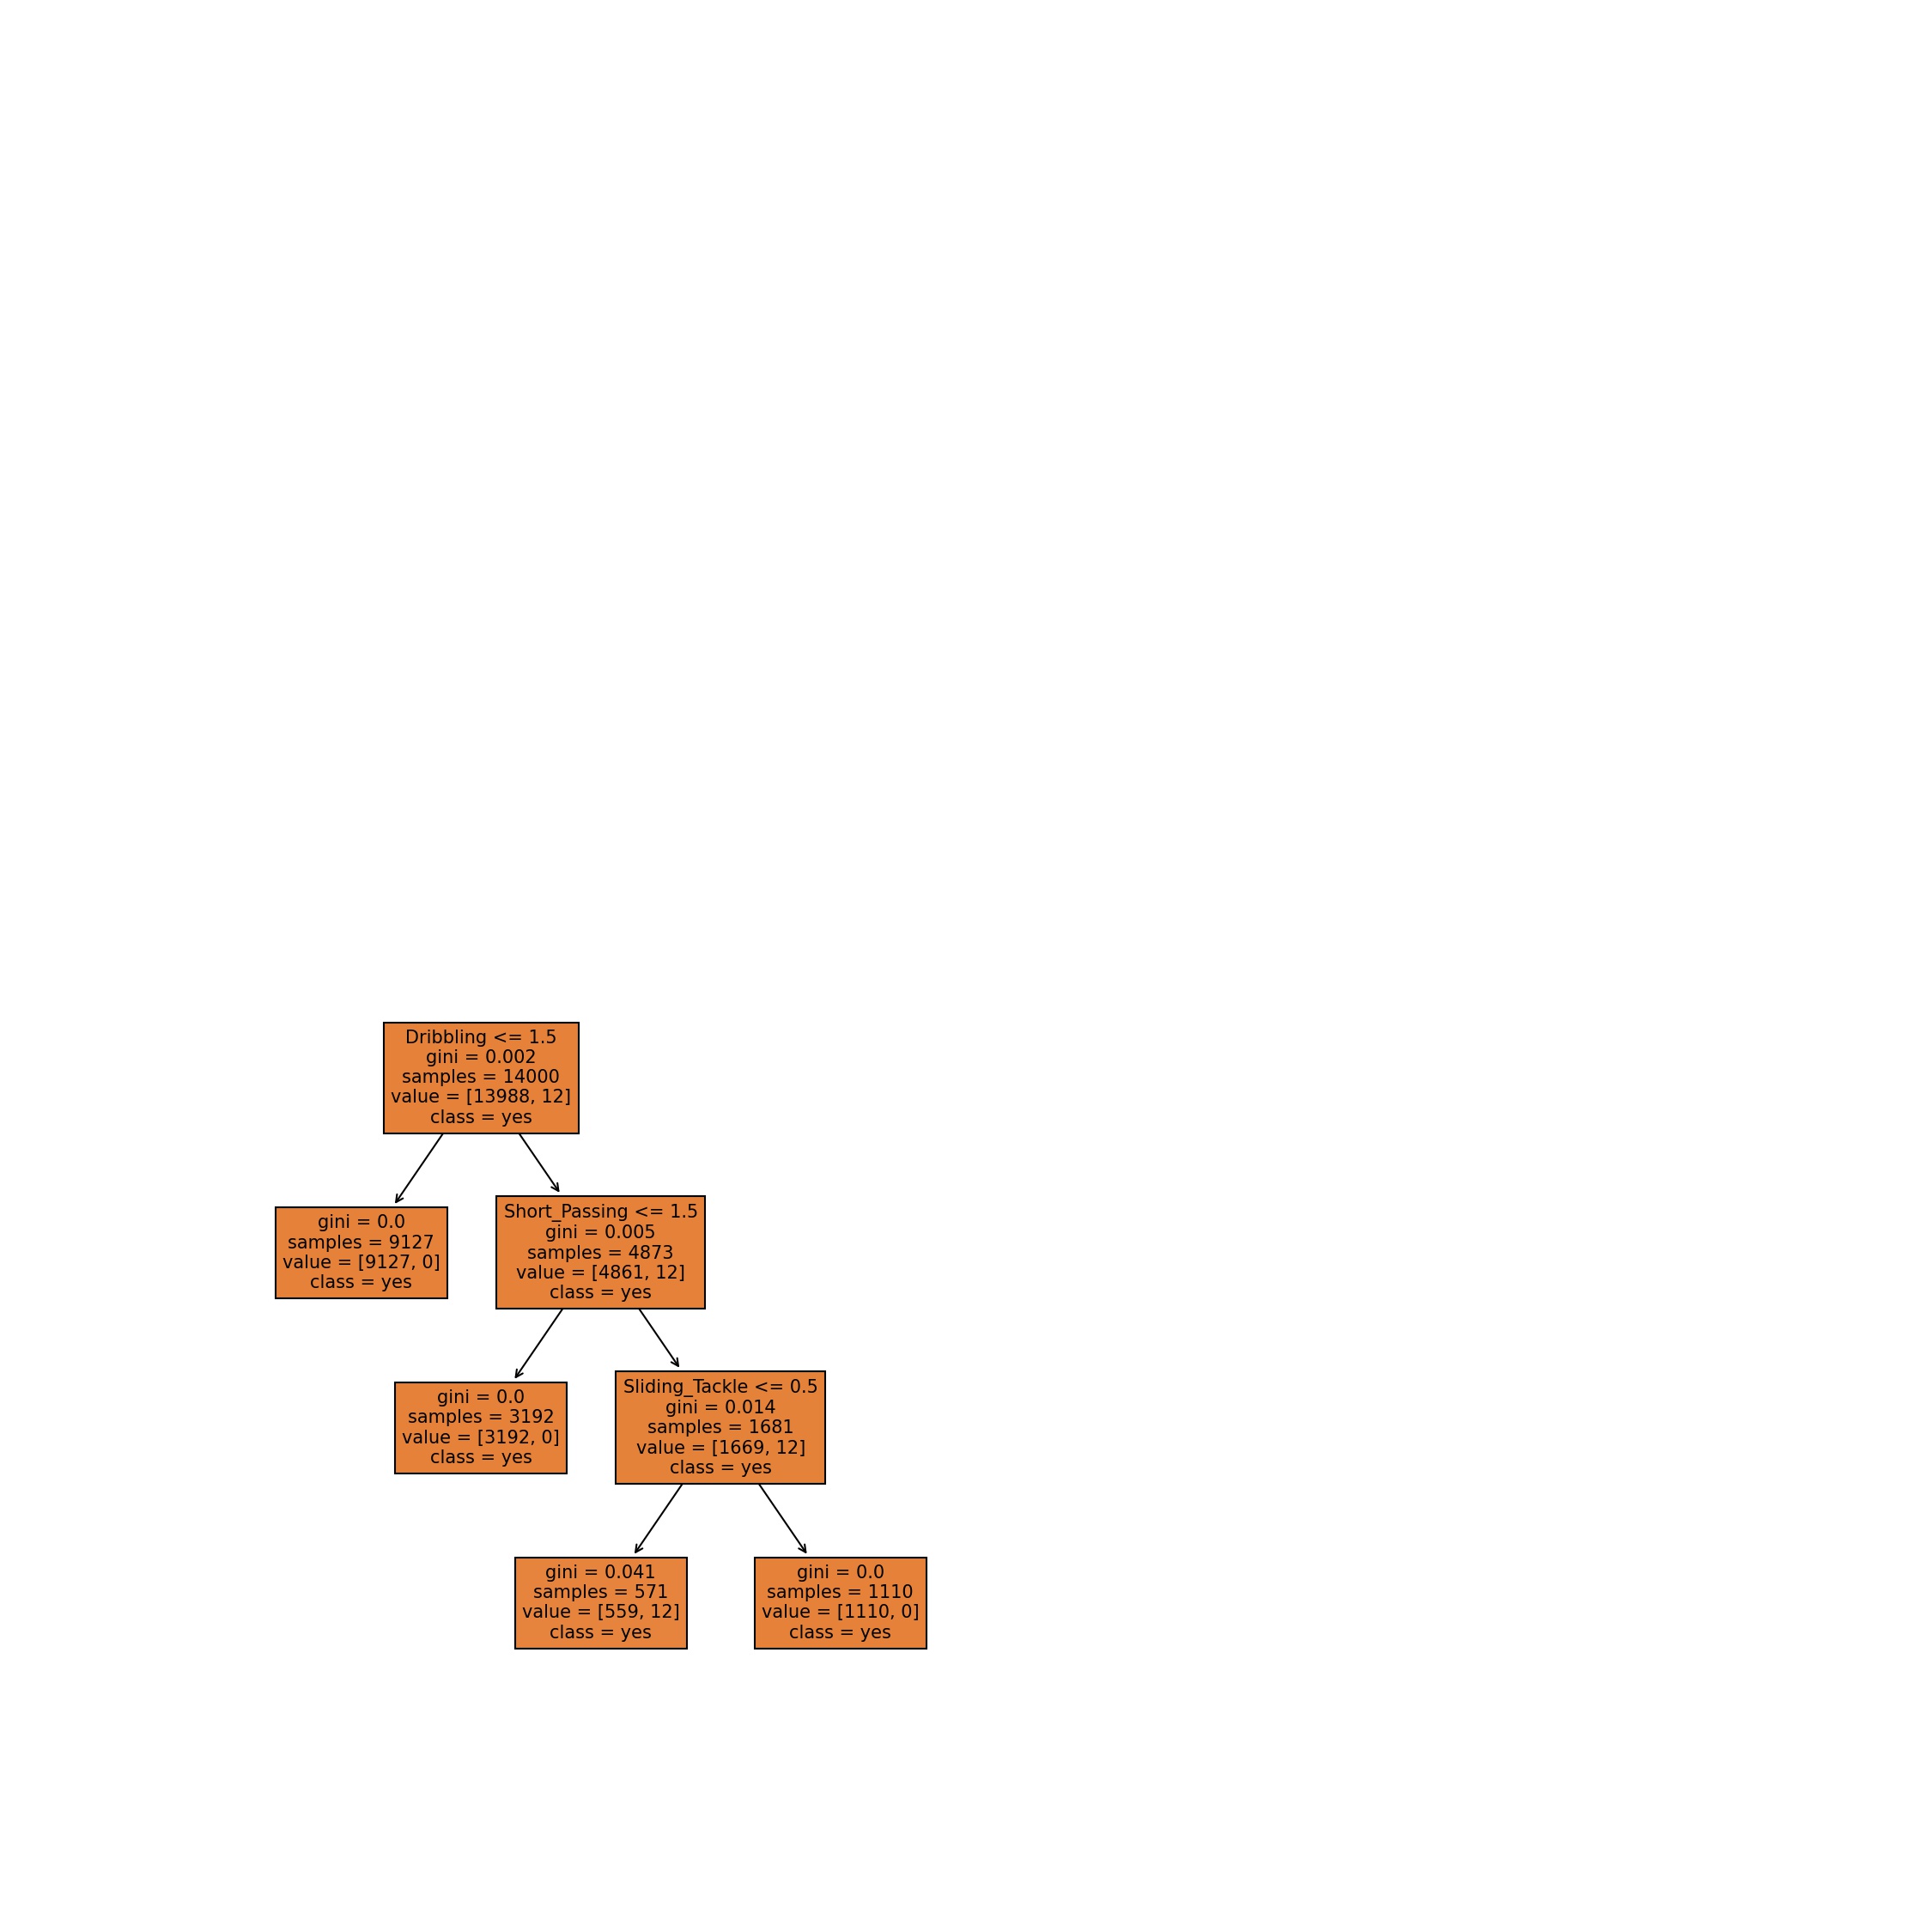 Dribbling <= 1.5
gini = 0.002
samples = 14000
value = [13988, 12]
class = yes
gini = 0.0
samples = 9127
value = [9127, 0]
class = yes
Short_Passing <= 1.5
gini = 0.005
samples = 4873
value = [4861, 12]
class = yes
gini = 0.0
samples = 3192
value = [3192, 0]
class = yes
Sliding_Tackle <= 0.5
gini = 0.014
samples = 1681
value = [1669, 12]
class = yes
gini = 0.041
samples = 571
value = [559, 12]
class = yes
gini = 0.0
samples = 1110
value = [1110, 0]
class = yes